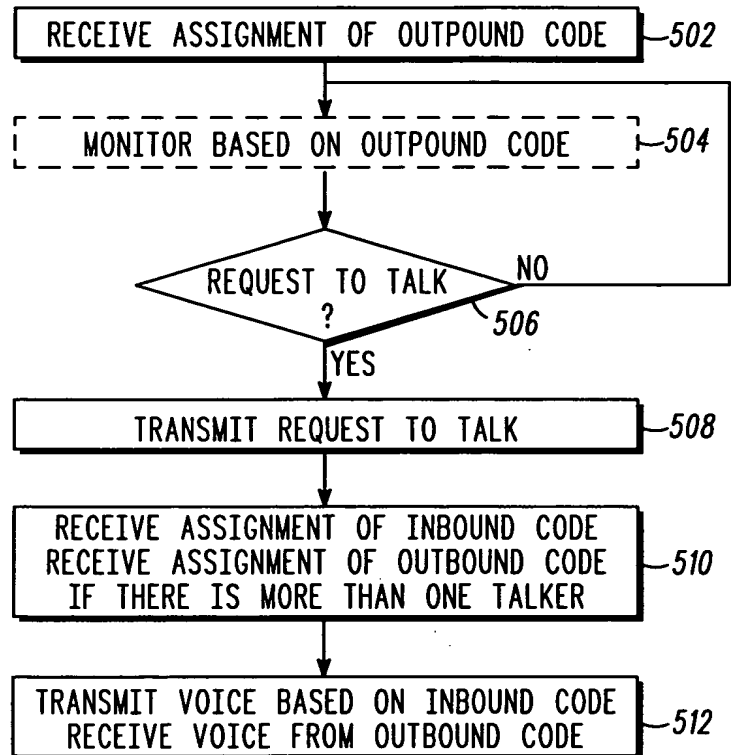 RECEIVE ASSIGNMENT OF OUTPOUND CODE 502
MONITOR BASED ON OUTPOUND CODE 504
REQUEST TO TALK NO
? 506
YES
TRANSMIT REQUEST TO TALK 508
RECEIVE ASSIGNMENT OF INBOUND CODE
RECEIVE ASSIGNMENT OF OUTBOUND CODE 510
IF THERE IS MORE THAN ONE TALKER
TRANSMIT VOICE BASED ON INBOUND CODE
RECEIVE VOICE FROM OUTBOUND CODE 512